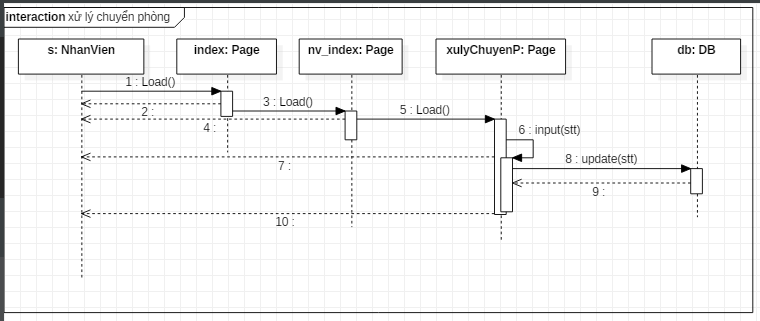 interaction xử lý chuyển phòng
s: NhanVien
index: Page
nv_index: Page
xulyChuyenP: Page
db: DB
1 : Load()
2 :
3 : Load()
4 :
5 : Load()
6 : input(stt)
7 :
8 : update(stt)
9 :
10 :